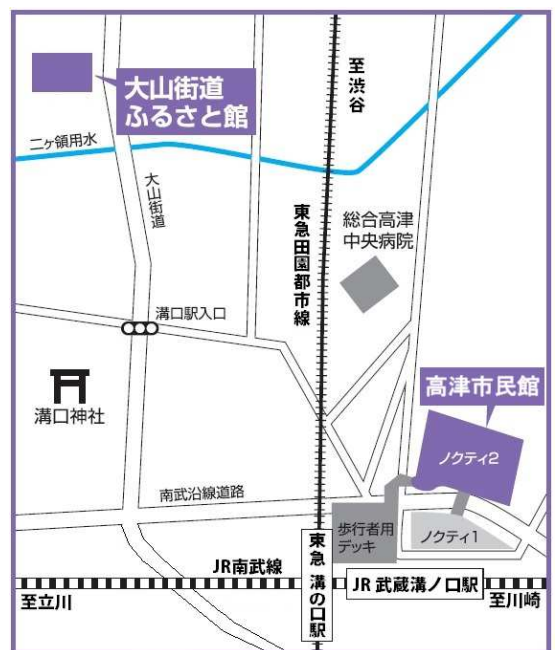 大山街道
ふるさと館
至渋谷
二ヶ領用水
大山街道
東急田園都市線
総合高津
中央病院
溝口駅入口
溝口神社
高津市民館
ノクティ2
南武沿線道路
歩行者用
デッキ
ノクティ1
東急 溝の口駅
JR南武線
JR 武蔵溝ノ口駅
至立川
至川崎